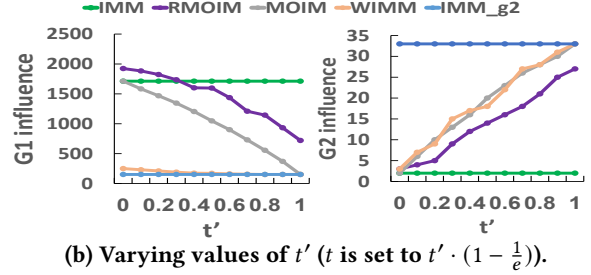 IMM RMOIM MOIM WIMM IMM_g2
2500
2000
1500
1000
500
0
G1 influence
0 0.2 0.4 0.6 0.8 1
t'
35
30
25
20
15
10
5
0
G2 influence
0 0.2 0.4 0.6 0.8 1
t'
(b) Varying values of t′ (t is set to t′ · (1 − 1/e)).